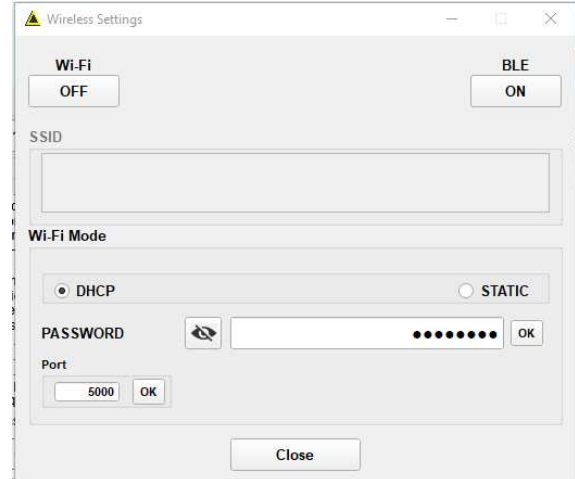 Wireless Settings
Wi-Fi BLE
OFF ON
SSID
Wi-Fi Mode
DHCP STATIC
PASSWORD ●●●●●●●● OK
Port
5000 OK
Close